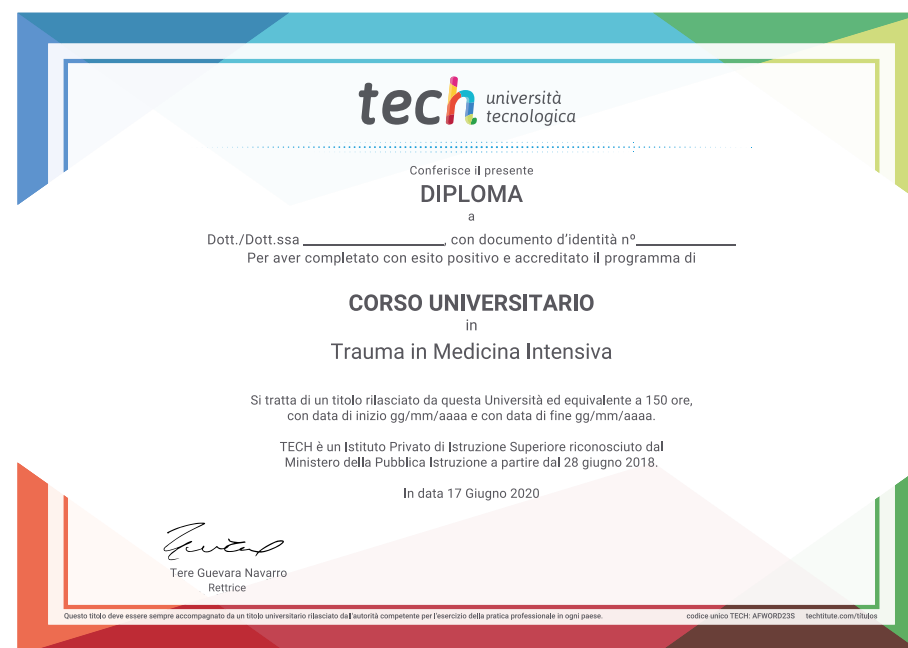 tech università
tecnologica
Conferisce il presente
DIPLOMA
a
Dott./Dott.ssa ____________________, con documento d'identità nº______________
Per aver completato con esito positivo e accreditato il programma di
CORSO UNIVERSITARIO
in
Trauma in Medicina Intensiva
Si tratta di un titolo rilasciato da questa Università ed equivalente a 150 ore,
con data di inizio gg/mm/aaaa e con data di fine gg/mm/aaaa.
TECH è un Istituto Privato di Istruzione Superiore riconosciuto dal
Ministero della Pubblica Istruzione a partire dal 28 giugno 2018.
In data 17 Giugno 2020
Tere Guevara Navarro
Rettrice
Questo titolo deve essere sempre accompagnato da un titolo universitario rilasciato dall'autorità competente per l'esercizio della pratica professionale in ogni paese. codice unico TECH: AFWORD23S techtitute.com/titulos